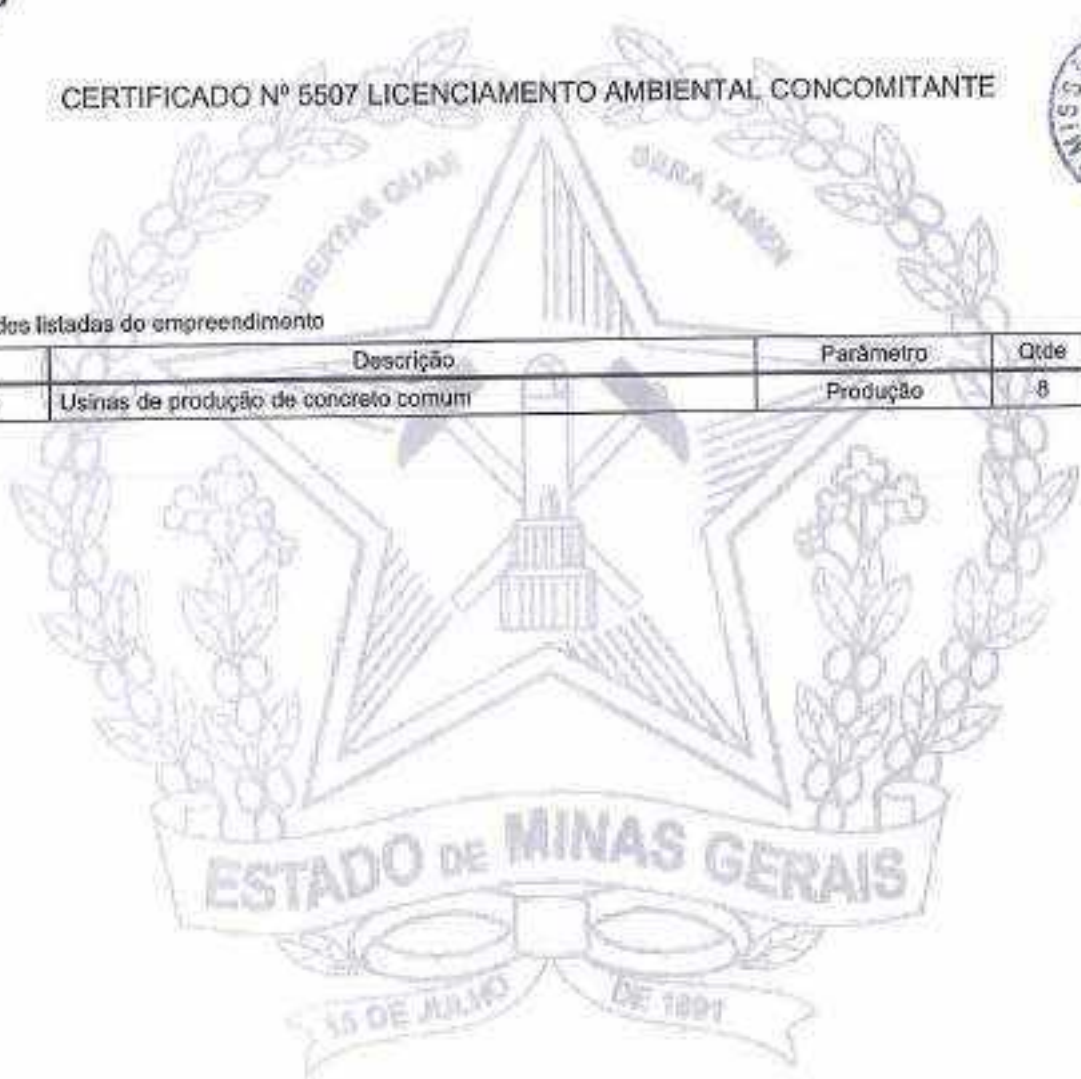 CERTIFICADO Nº 5507 LICENCIAMENTO AMBIENTAL CONCOMITANTE
des listadas do empreendimento
Descrição Parâmetro Qtde
Usinas de produção de concreto comum Produção 8
LIBERTAS QUAE SERA TAMEN
ESTADO DE MINAS GERAIS
15 DE JULHO DE 1891